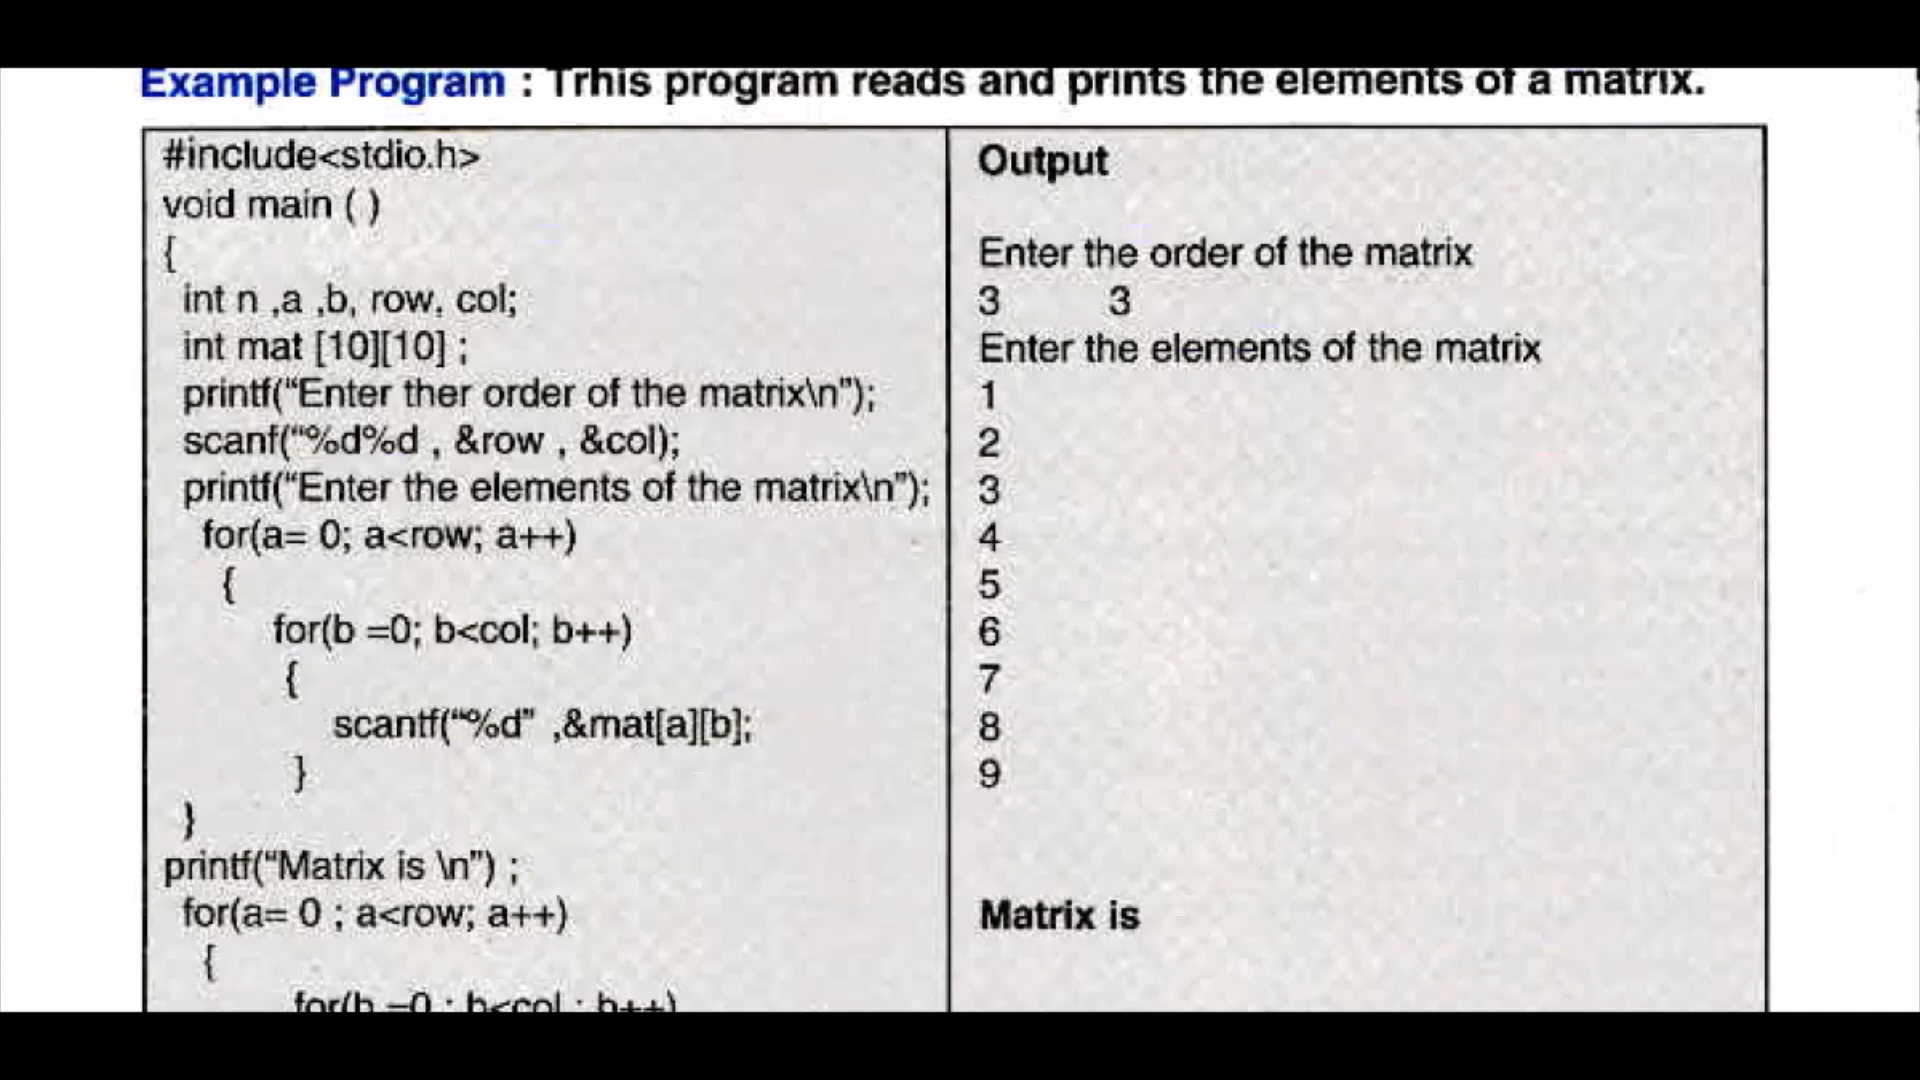 Example Program : Trhis program reads and prints the elements of a matrix.
#include<stdio.h>
void main ( )
{
int n ,a ,b, row, col;
int mat [10][10] ;
printf(“Enter ther order of the matrix\n”);
scanf(“%d%d , &row , &col);
printf(“Enter the elements of the matrix\n”);
for(a= 0; a<row; a++)
{
for(b =0; b<col; b++)
{
scantf(“%d” ,&mat[a][b];
}
}
printf(“Matrix is \n”) ;
for(a= 0 ; a<row; a++)
{
for(b =0 ; b<col ; b++)
Output
Enter the order of the matrix
3 3
Enter the elements of the matrix
1
2
3
4
5
6
7
8
9
Matrix is